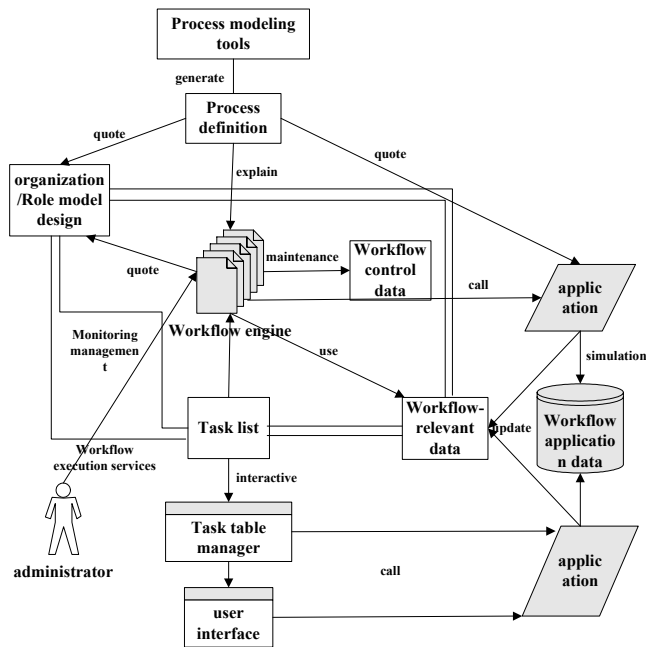 Process modeling
tools
generate
Process
definition
quote
quote
explain
organization
/Role model
design
quote
maintenance
Workflow
control
data
call
applic
ation
Workflow engine
Monitoring
managemen
t
use
simulation
Task list
Workflow-
relevant
data
update
Workflow
applicatio
n data
Workflow
execution services
interactive
administrator
Task table
manager
call
applic
ation
user
interface